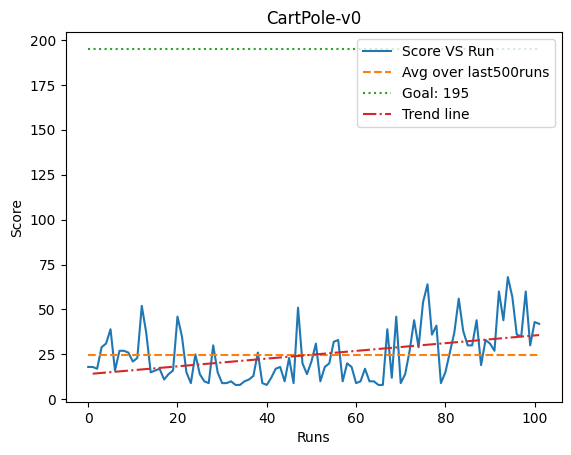 CartPole-v0
200
175
150
125
100
75
50
25
0
Score
Score VS Run
Avg over last500runs
Goal: 195
Trend line
0 20 40 60 80 100
Runs